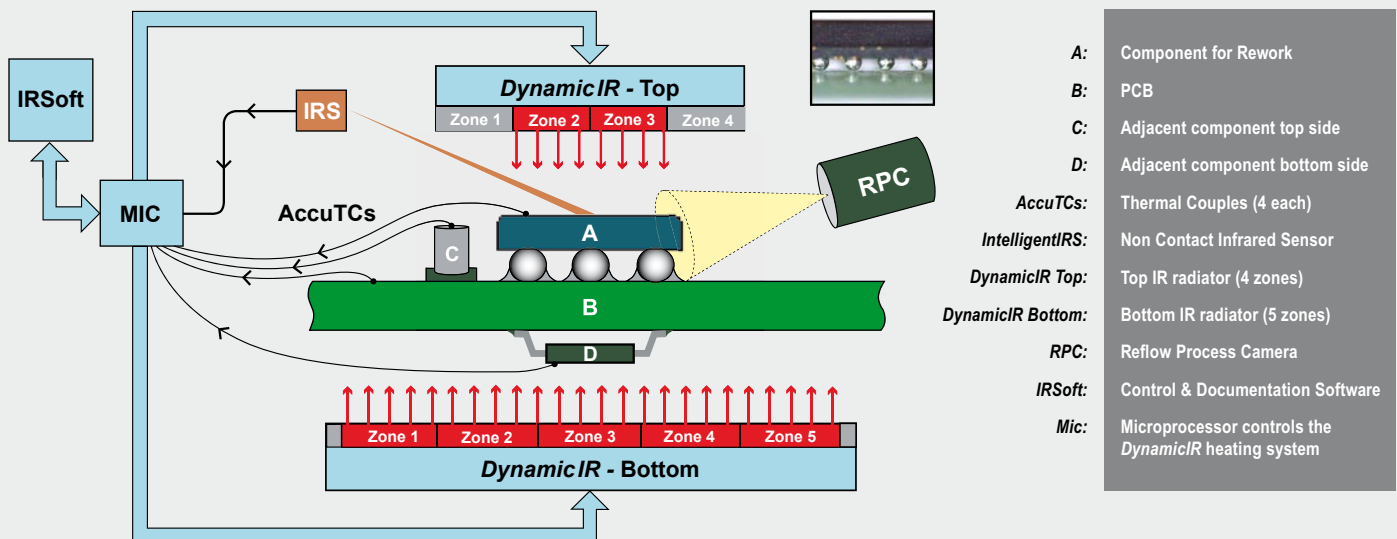 IRSoft
MIC
IRS
AccuTCs
DynamicIR - Top
Zone 1 Zone 2 Zone 3 Zone 4
RPC
A
C
B
D
Zone 1 Zone 2 Zone 3 Zone 4 Zone 5
DynamicIR - Bottom
A: Component for Rework
B: PCB
C: Adjacent component top side
D: Adjacent component bottom side
AccuTCs: Thermal Couples (4 each)
IntelligentIRS: Non Contact Infrared Sensor
DynamicIR Top: Top IR radiator (4 zones)
DynamicIR Bottom: Bottom IR radiator (5 zones)
RPC: Reflow Process Camera
IRSoft: Control & Documentation Software
Mic: Microprocessor controls the
DynamicIR heating system